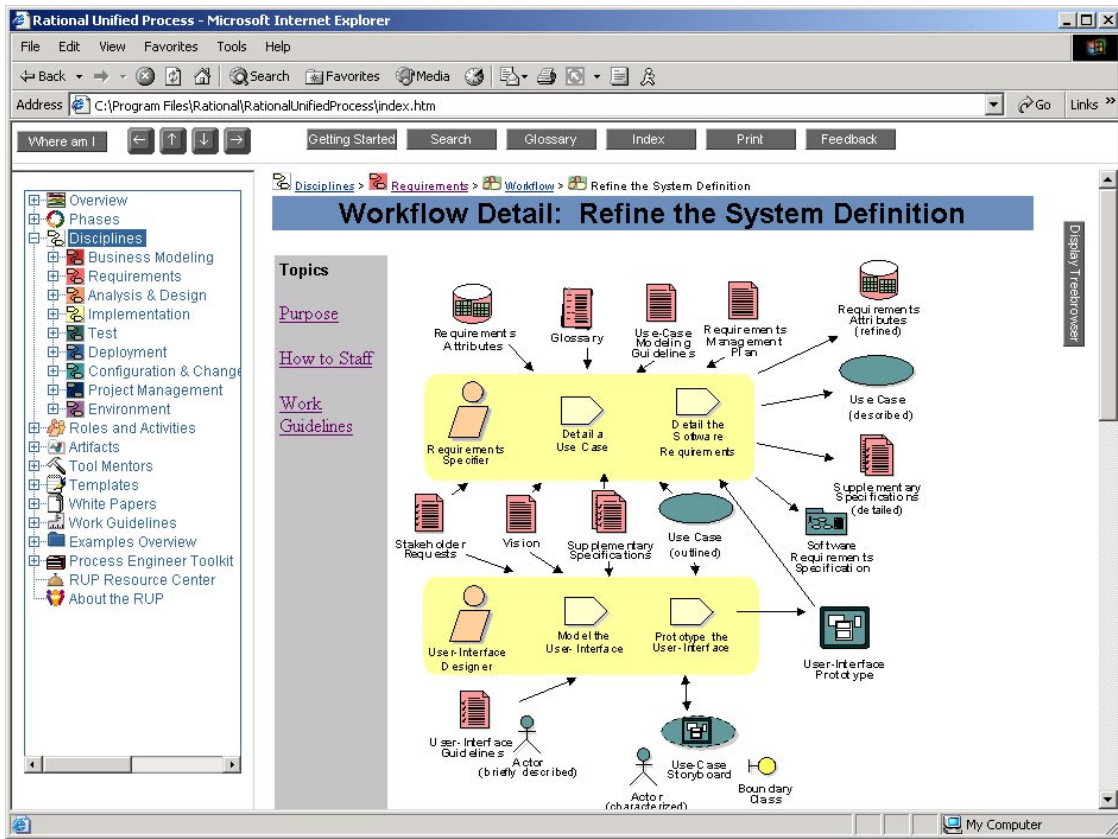 Rational Unified Process - Microsoft Internet Explorer
File Edit View Favorites Tools Help
Back Search Favorites Media
Address C:\Program Files\Rational\RationalUnifiedProcess\index.htm Go Links »
Where am I Getting Started Search Glossary Index Print Feedback
Overview
Phases
Disciplines
Business Modeling
Requirements
Analysis & Design
Implementation
Test
Deployment
Configuration & Change
Project Management
Environment
Roles and Activities
Artifacts
Tool Mentors
Templates
White Papers
Work Guidelines
Examples Overview
Process Engineer Toolkit
RUP Resource Center
About the RUP
Disciplines > Requirements > Workflow > Refine the System Definition
Workflow Detail: Refine the System Definition
Display Treebrowser
Topics
Purpose
How to Staff
Work
Guidelines
Requirements
Attributes
Glossary
Use-Case
Modeling
Guidelines
Requirements
Management
Plan
Requirements
Attributes
(refined)
Use Case
(described)
Requirements
Specifier
Detail a
Use Case
Detail the
Software
Requirements
Supplementary
Specifications
(detailed)
Stakeholder
Requests
Vision
Supplementary
Specifications
Use Case
(outlined)
Software
Requirements
Specification
User-Interface
Designer
Model the
User-Interface
Prototype the
User-Interface
User-Interface
Prototype
User-Interface
Guidelines
Actor
(briefly described)
Actor
(characterized)
Use-Case
Storyboard
Boundary
Class
My Computer